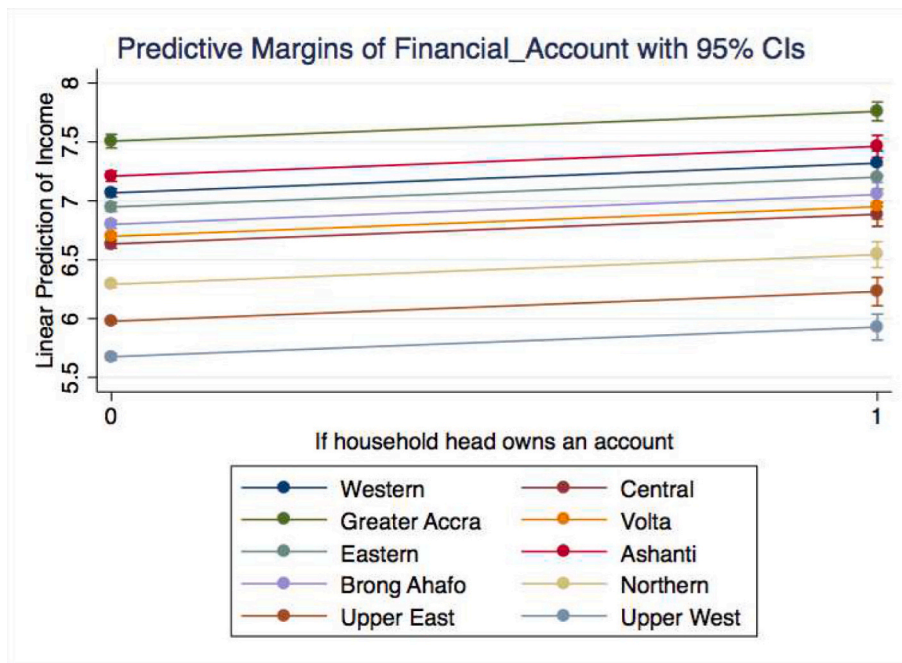 Predictive Margins of Financial_Account with 95% CIs
Linear Prediction of Income
8
7.5
7
6.5
6
5.5
0
1
If household head owns an account
Western
Central
Greater Accra
Volta
Eastern
Ashanti
Brong Ahafo
Northern
Upper East
Upper West